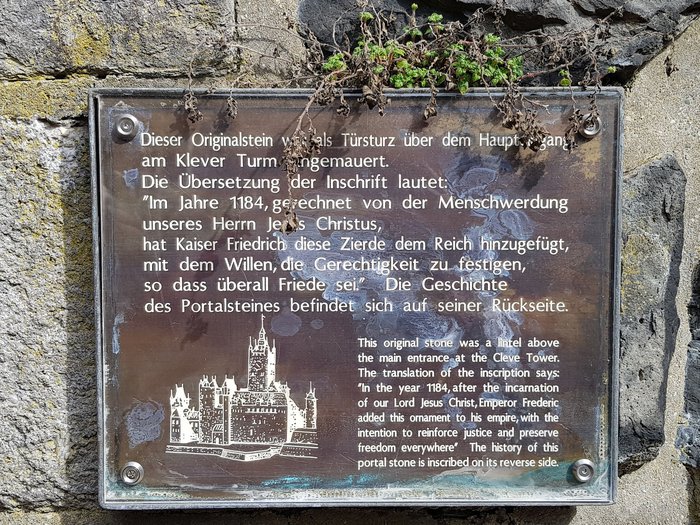 Dieser Originalstein als Türsturz über dem
am Klever Turm
Die Übersetzung der Inschrift lautet:
"Im Jahre 1184, gerechnet von der Menschwerdung
unseres Herrn Jesus Christus,
hat Kaiser Friedrich diese Zierde dem Reich hinzugefügt,
mit dem Willen, die Gerechtigkeit zu festigen,
so dass überall Friede sei." Die Geschichte
des Portalsteines befindet sich auf seiner Rückseite.
This original stone was a lintel above
the main entrance at the Cleve Tower.
The translation of the inscription says:
"In the year 1184, after the incarnation
of our Lord Jesus Christ, Emperor Frederic
added this ornament to his empire, with the
intention to reinforce justice and preserve
freedom everywhere" The history of this
portal stone is inscribed on its reverse side.